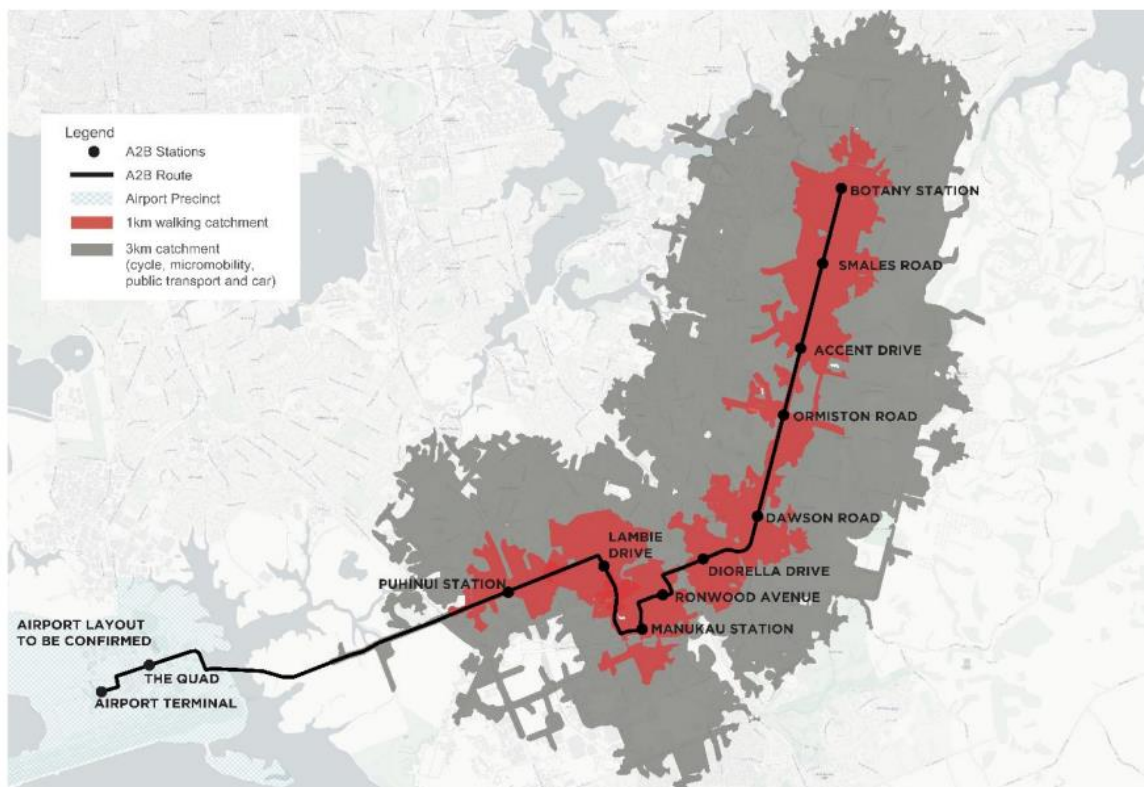 Legend
A2B Stations
A2B Route
Airport Precinct
1km walking catchment
3km catchment
(cycle, micromobility,
public transport and car)
BOTANY STATION
SMALES ROAD
ACCENT DRIVE
ORMISTON ROAD
DAWSON ROAD
LAMBIE
DRIVE
DIORELLA DRIVE
PUHINUI STATION
RONWOOD AVENUE
MANUKAU STATION
AIRPORT LAYOUT
TO BE CONFIRMED
THE QUAD
AIRPORT TERMINAL